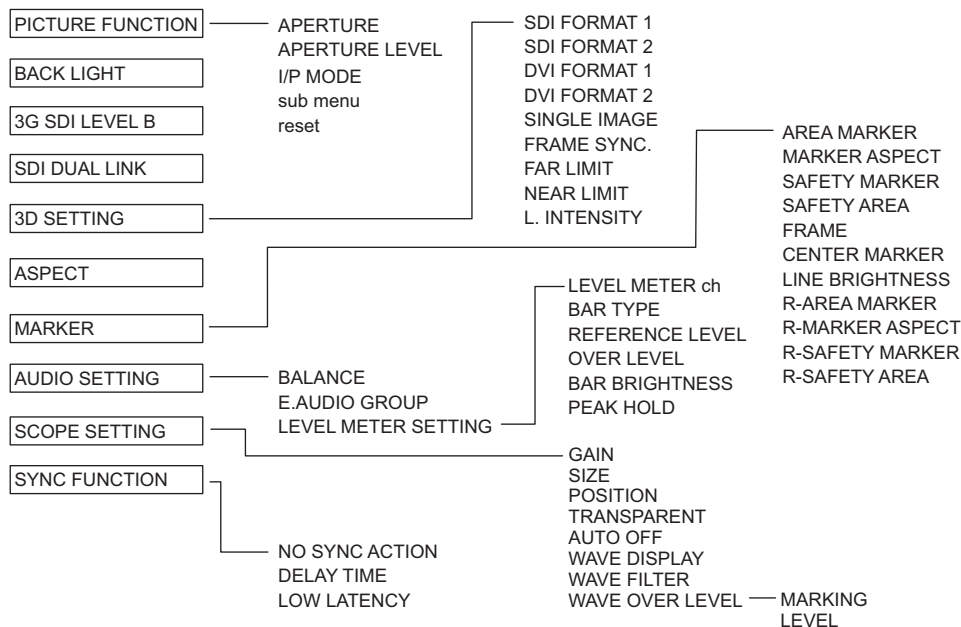 PICTURE FUNCTION
APERTURE
APERTURE LEVEL
I/P MODE
sub menu
reset
BACK LIGHT
3G SDI LEVEL B
SDI DUAL LINK
3D SETTING
SDI FORMAT 1
SDI FORMAT 2
DVI FORMAT 1
DVI FORMAT 2
SINGLE IMAGE
FRAME SYNC.
FAR LIMIT
NEAR LIMIT
L. INTENSITY
ASPECT
MARKER
AREA MARKER
MARKER ASPECT
SAFETY MARKER
SAFETY AREA
FRAME
CENTER MARKER
LINE BRIGHTNESS
R-AREA MARKER
R-MARKER ASPECT
R-SAFETY MARKER
R-SAFETY AREA
AUDIO SETTING
BALANCE
E.AUDIO GROUP
LEVEL METER SETTING
LEVEL METER ch
BAR TYPE
REFERENCE LEVEL
OVER LEVEL
BAR BRIGHTNESS
PEAK HOLD
SCOPE SETTING
GAIN
SIZE
POSITION
TRANSPARENT
AUTO OFF
WAVE DISPLAY
WAVE FILTER
WAVE OVER LEVEL
MARKING
LEVEL
SYNC FUNCTION
NO SYNC ACTION
DELAY TIME
LOW LATENCY